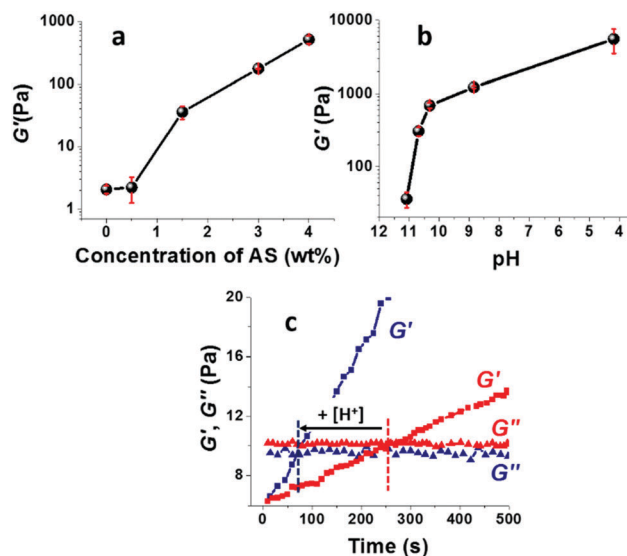 a
G'(Pa)
1000
100
10
1
0 1 2 3 4
Concentration of AS (wt%)
b
G' (Pa)
10000
1000
100
12 11 10 9 8 7 6 5 4
pH
c
G', G'' (Pa)
20
16
12
8
G'
+ [H⁺]
G'
G''
G''
0 100 200 300 400 500
Time (s)